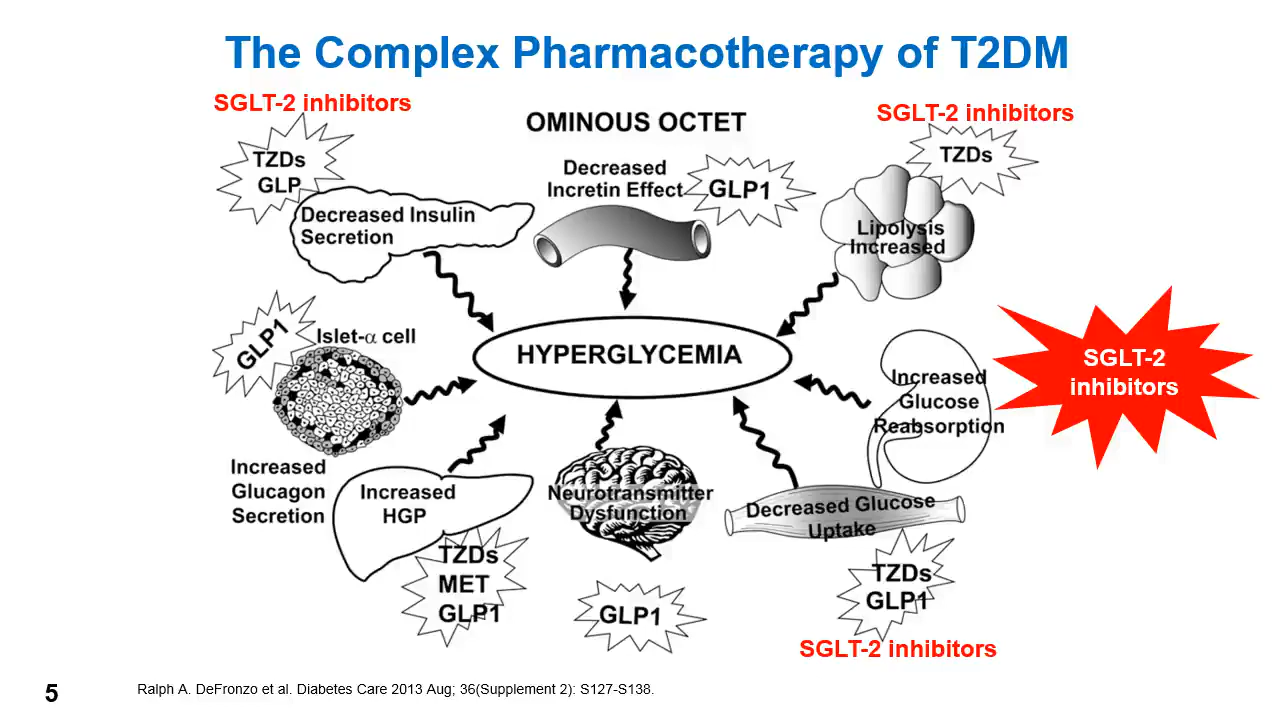 The Complex Pharmacotherapy of T2DM
SGLT-2 inhibitors
TZDs
GLP
Decreased Insulin
Secretion
OMINOUS OCTET
Decreased
Incretin Effect
GLP1
SGLT-2 inhibitors
TZDs
Lipolysis
Increased
GLP1
Islet-α cell
HYPERGLYCEMIA
Increased
Glucose
Reabsorption
SGLT-2
inhibitors
Increased
Glucagon
Secretion
Increased
HGP
TZDs
MET
GLP1
Neurotransmitter
Dysfunction
GLP1
Decreased Glucose
Uptake
TZDs
GLP1
SGLT-2 inhibitors
5
Ralph A. DeFronzo et al. Diabetes Care 2013 Aug; 36(Supplement 2): S127-S138.